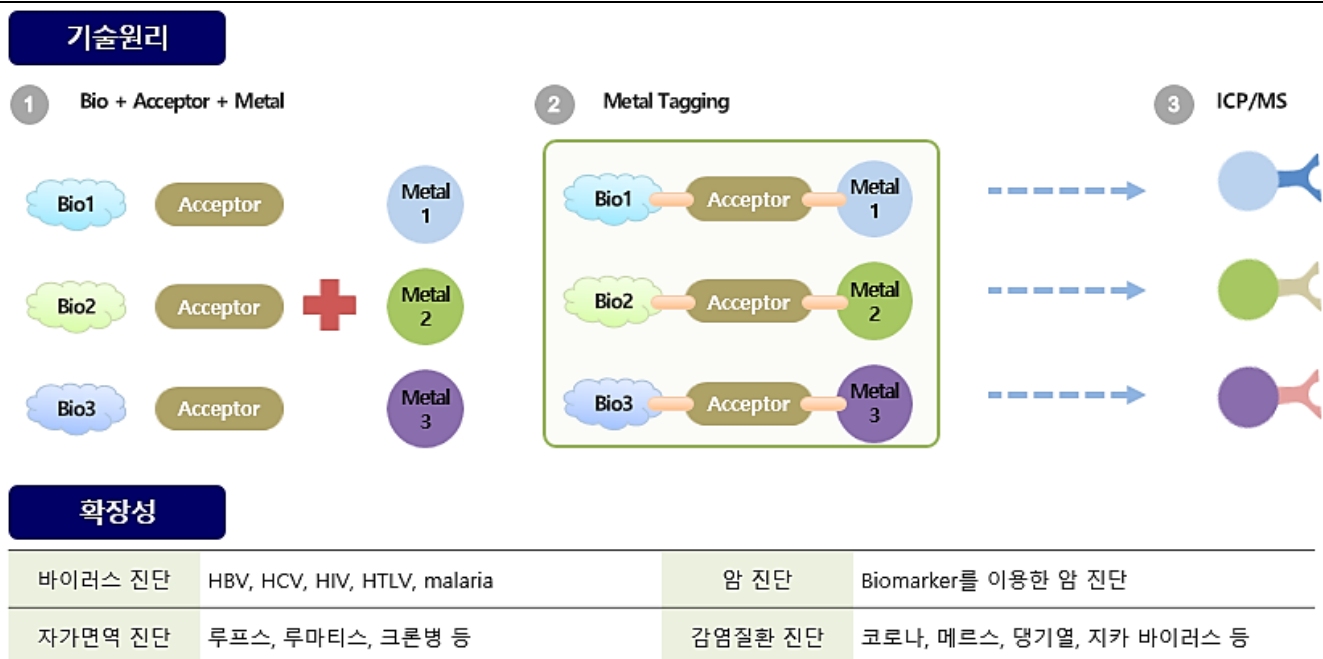 기술원리
1 Bio + Acceptor + Metal
2 Metal Tagging
3 ICP/MS
Bio1 Acceptor Metal
1
Bio1 Acceptor Metal
1
Bio2 Acceptor Metal
2
Bio2 Acceptor Metal
2
Bio3 Acceptor Metal
3
Bio3 Acceptor Metal
3
확장성
바이러스 진단 HBV, HCV, HIV, HTLV, malaria 암 진단 Biomarker를 이용한 암 진단
자가면역 진단 루프스, 루마티스, 크론병 등 감염질환 진단 코로나, 메르스, 댕기열, 지카 바이러스 등